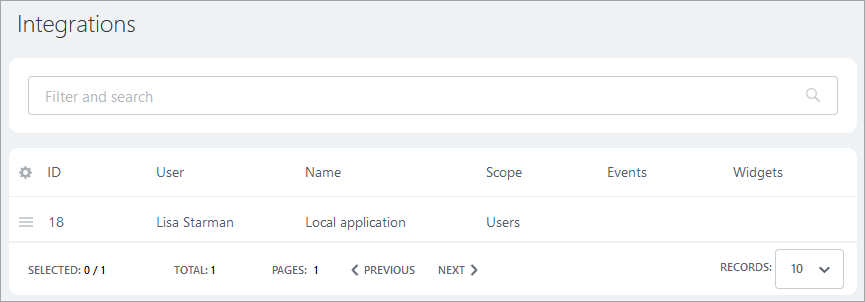 Integrations
Filter and search
ID User Name Scope Events Widgets
18 Lisa Starman Local application Users
SELECTED: 0 / 1 TOTAL: 1 PAGES: 1 PREVIOUS NEXT RECORDS: 10